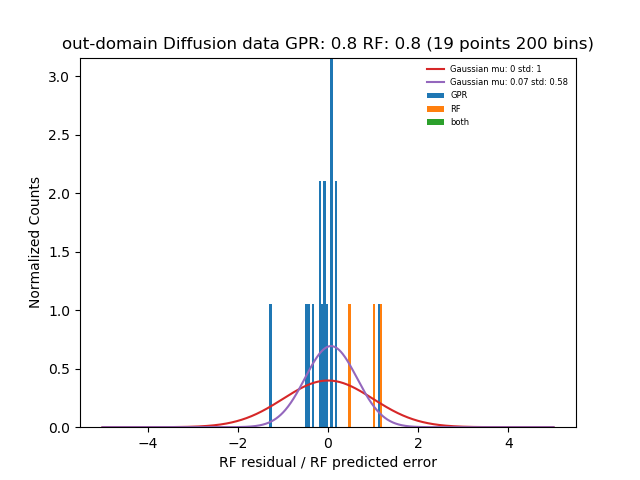 out-domain Diffusion data GPR: 0.8 RF: 0.8 (19 points 200 bins)
Gaussian mu: 0 std: 1
Gaussian mu: 0.07 std: 0.58
GPR
RF
both
Normalized Counts
3.0
2.5
2.0
1.5
1.0
0.5
0.0
−4 −2 0 2 4
RF residual / RF predicted error